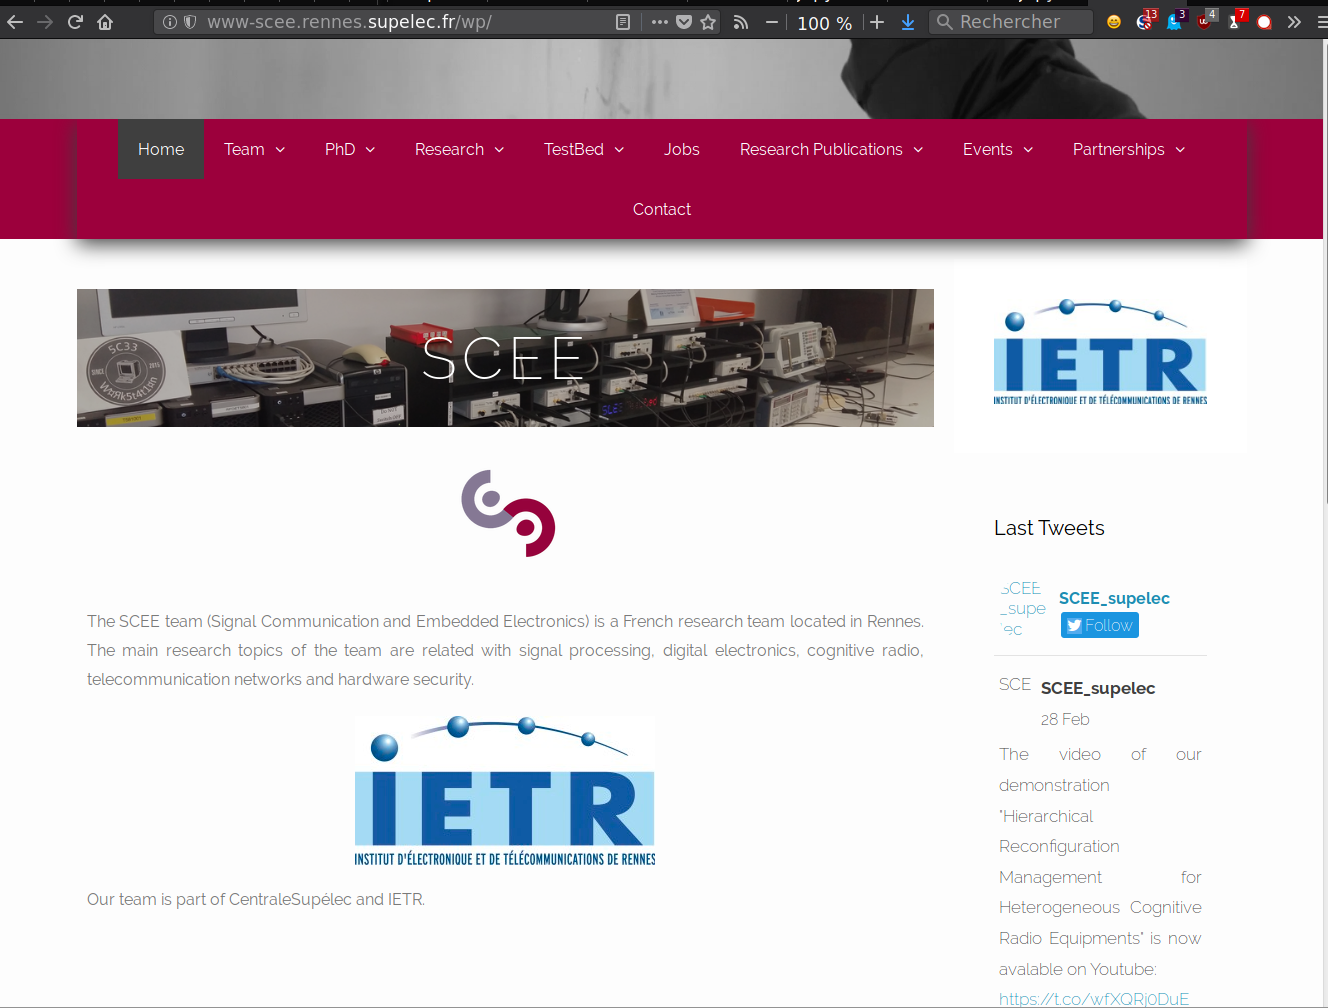 www-scee.rennes.supelec.fr/wp/
100 %
Rechercher
13
3
4
7
Home
Team
PhD
Research
TestBed
Jobs
Research Publications
Events
Partnerships
Contact
SC33
SCEE
IETR
INSTITUT D'ÉLECTRONIQUE ET DE TÉLÉCOMMUNICATIONS DE RENNES
The SCEE team (Signal Communication and Embedded Electronics) is a French research team located in Rennes.
The main research topics of the team are related with signal processing, digital electronics, cognitive radio,
telecommunication networks and hardware security.
IETR
INSTITUT D'ÉLECTRONIQUE ET DE TÉLÉCOMMUNICATIONS DE RENNES
Our team is part of CentraleSupélec and IETR.
Last Tweets
SCEE
_supe
lec
SCEE_supelec
Follow
SCE
SCEE_supelec
28 Feb
The video of our
demonstration
"Hierarchical
Reconfiguration
Management for
Heterogeneous Cognitive
Radio Equipments" is now
avalable on Youtube:
https://t.co/wfXQRj0DuE